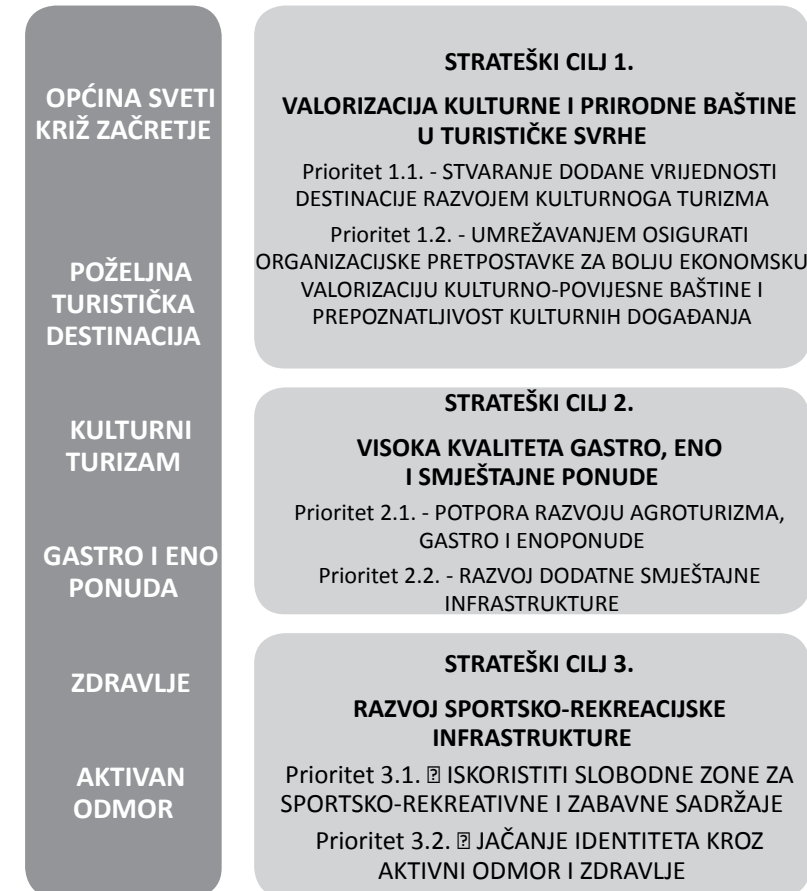 OPĆINA SVETI
KRIŽ ZAČRETJE
POŽELJNA
TURISTIČKA
DESTINACIJA
KULTURNI
TURIZAM
GASTRO I ENO
PONUDA
ZDRAVLJE
AKTIVAN
ODMOR
STRATEŠKI CILJ 1.
VALORIZACIJA KULTURNE I PRIRODNE BAŠTINE
U TURISTIČKE SVRHE
Prioritet 1.1. - STVARANJE DODANE VRIJEDNOSTI
DESTINACIJE RAZVOJEM KULTURNOGA TURIZMA
Prioritet 1.2. - UMREŽAVANJEM OSIGURATI
ORGANIZACIJSKE PRETPOSTAVKE ZA BOLJU EKONOMSKU
VALORIZACIJU KULTURNO-POVIJESNE BAŠTINE I
PREPOZNATLJIVOST KULTURNIH DOGAĐANJA
STRATEŠKI CILJ 2.
VISOKA KVALITETA GASTRO, ENO
I SMJEŠTAJNE PONUDE
Prioritet 2.1. - POTPORA RAZVOJU AGROTURIZMA,
GASTRO I ENOPONUDE
Prioritet 2.2. - RAZVOJ DODATNE SMJEŠTAJNE
INFRASTRUKTURE
STRATEŠKI CILJ 3.
RAZVOJ SPORTSKO-REKREACIJSKE
INFRASTRUKTURE
Prioritet 3.1. ⍰ ISKORISTITI SLOBODNE ZONE ZA
SPORTSKO-REKREATIVNE I ZABAVNE SADRŽAJE
Prioritet 3.2. ⍰ JAČANJE IDENTITETA KROZ
AKTIVNI ODMOR I ZDRAVLJE